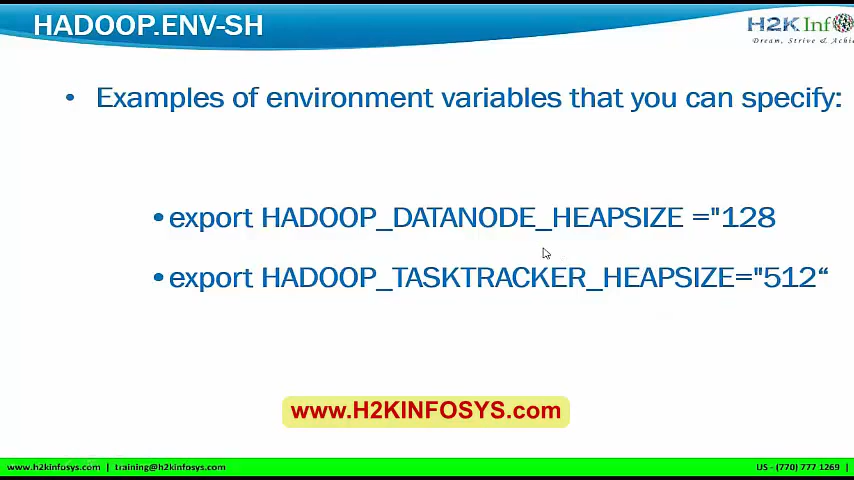 HADOOP.ENV-SH
H2K Inf
Dream, Strive & Achi
• Examples of environment variables that you can specify:
•export HADOOP_DATANODE_HEAPSIZE ="128
•export HADOOP_TASKTRACKER_HEAPSIZE="512“
www.H2KINFOSYS.com
www.h2kinfosys.com | training@h2kinfosys.com
US - (770) 777 1269 |